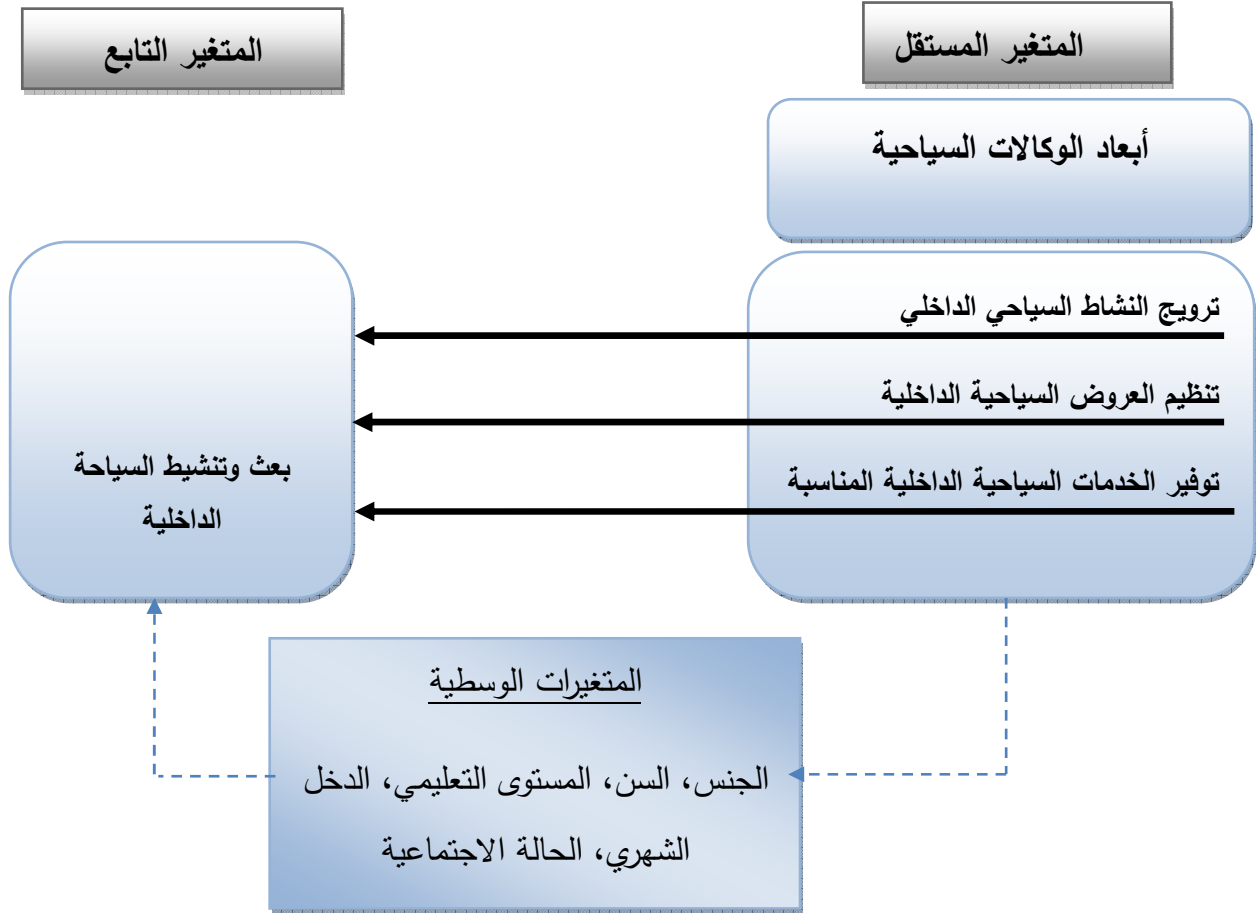 المتغير المستقل
المتغير التابع
أبعاد الوكالات السياحية
ترويج النشاط السياحي الداخلي
تنظيم العروض السياحية الداخلية
توفير الخدمات السياحية الداخلية المناسبة
بعث وتنشيط السياحة
الداخلية
المتغيرات الوسطية
الجنس، السن، المستوى التعليمي، الدخل
الشهري، الحالة الاجتماعية